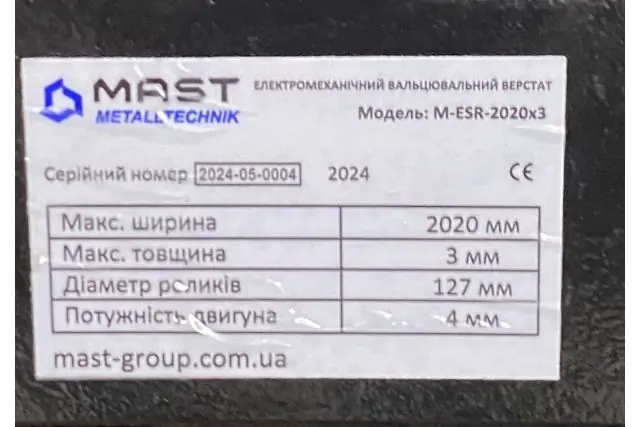 MAST
METALLTECHNIK
ЕЛЕКТРОМЕХАНІЧНИЙ ВАЛЬЦЮВАЛЬНИЙ ВЕРСТАТ
Модель: M-ESR-2020x3
Серійний номер 2024-05-0004 2024 CE
Макс. ширина 2020 мм
Макс. товщина 3 мм
Діаметр роликів 127 мм
Потужність двигуна 4 мм
mast-group.com.ua